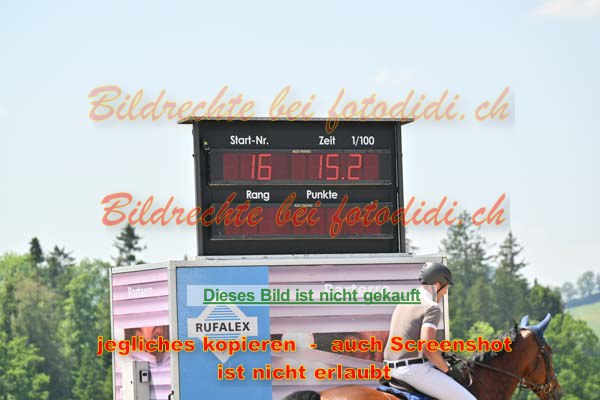 Bildrechte bei fotodidi.ch
Start-Nr. Zeit 1/100
16 15.2
Rang Punkte
Bildrechte bei fotodidi.ch
Parterre
Dieses Bild ist nicht gekauft
RUFALEX
jegliches kopieren - auch Screenshot
ist nicht erlaubt